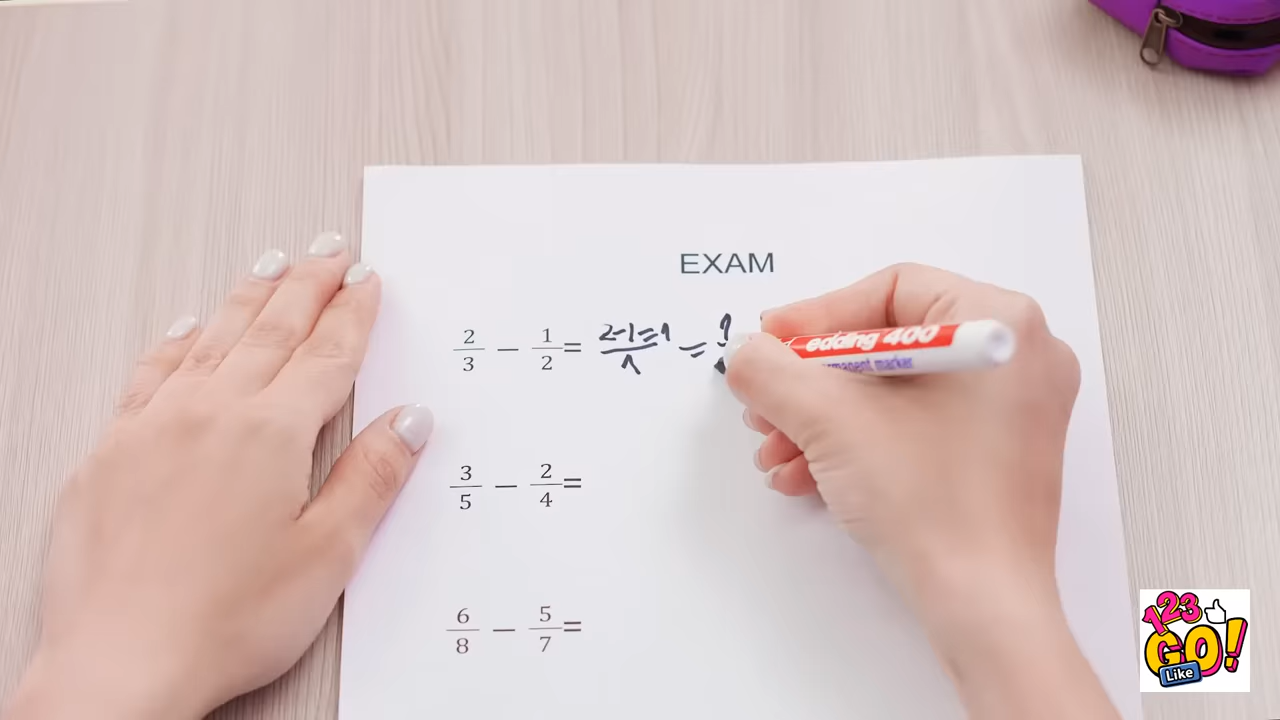 EXAM
2/3 − 1/2 = 2-1=1/1 = 1
3/5 − 2/4 =
6/8 − 5/7 =
edding 400
permanent marker
123
GO!
Like